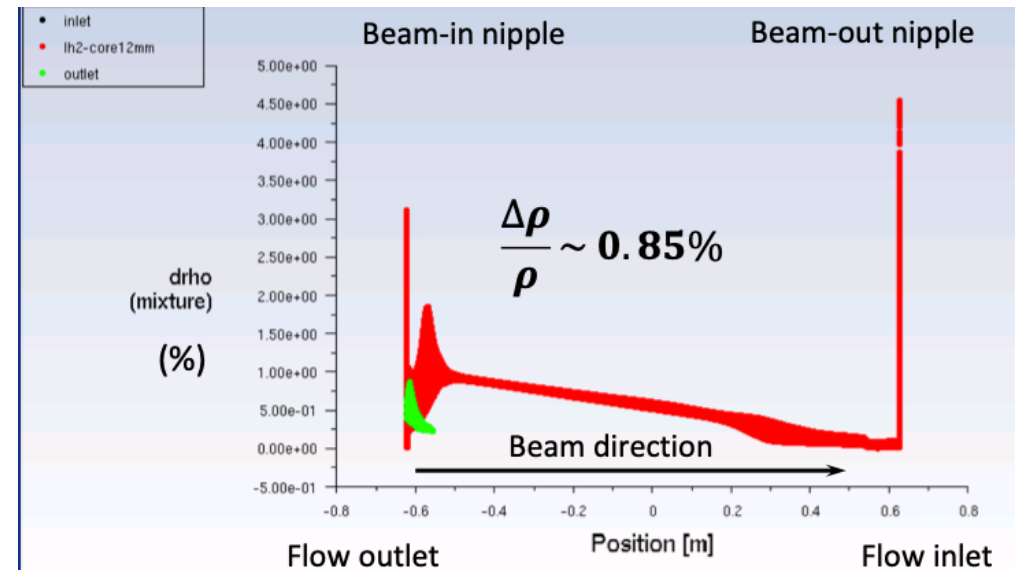 inlet
lh2-core12mm
outlet
Beam-in nipple
Beam-out nipple
5.00e+00
4.50e+00
4.00e+00
3.50e+00
3.00e+00
2.50e+00
2.00e+00
1.50e+00
1.00e+00
5.00e-01
0.00e+00
-5.00e-01
drho
(mixture)
(%)
Δρ
ρ
~ 0.85%
Beam direction
-0.8 -0.6 -0.4 -0.2 0 0.2 0.4 0.6 0.8
Position [m]
Flow outlet
Flow inlet